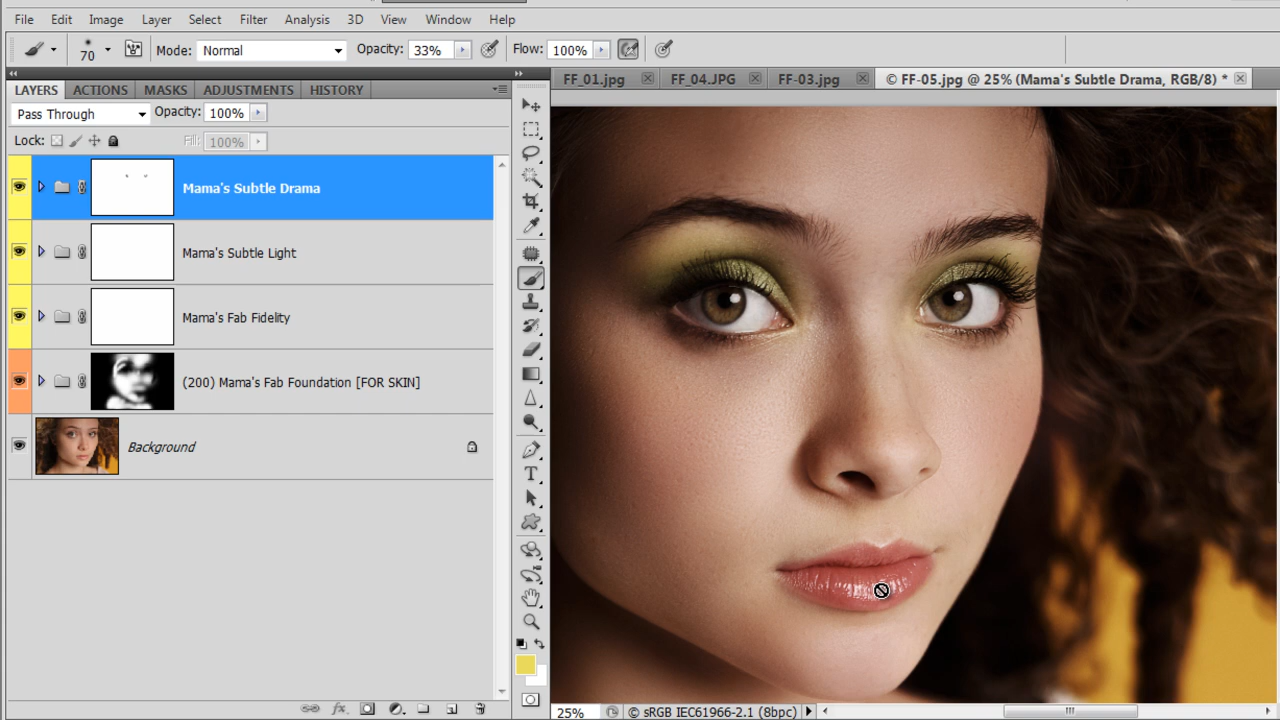 File Edit Image Layer Select Filter Analysis 3D View Window Help
70 Mode: Normal Opacity: 33% Flow: 100%
LAYERS ACTIONS MASKS ADJUSTMENTS HISTORY
FF_01.jpg FF_04.JPG FF-03.jpg © FF-05.jpg @ 25% (Mama's Subtle Drama, RGB/8) *
Pass Through Opacity: 100%
Lock: Fill: 100%
Mama's Subtle Drama
Mama's Subtle Light
Mama's Fab Fidelity
(200) Mama's Fab Foundation [FOR SKIN]
Background
25% © sRGB IEC61966-2.1 (8bpc)